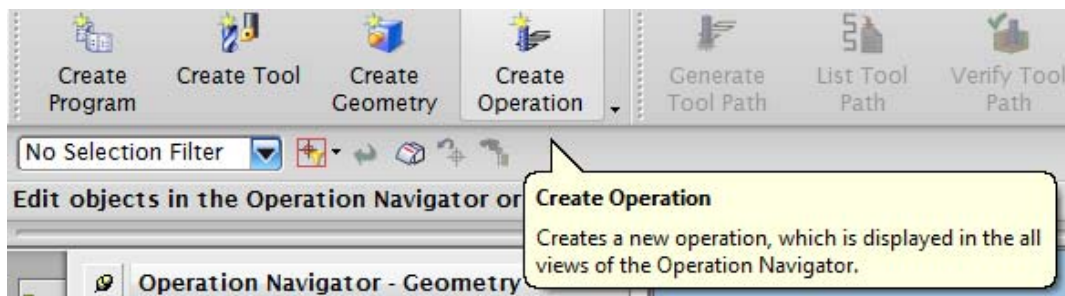 Create Program
Create Tool
Create Geometry
Create Operation
Generate Tool Path
List Tool Path
Verify Tool Path
No Selection Filter
Edit objects in the Operation Navigator or
Create Operation
Creates a new operation, which is displayed in the all
views of the Operation Navigator.
Operation Navigator - Geometry